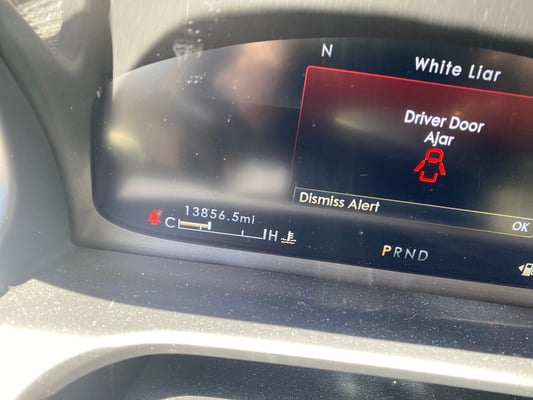 N
White Liar
Driver Door
Ajar
Dismiss Alert
OK
13856.5mi
C H
PRND